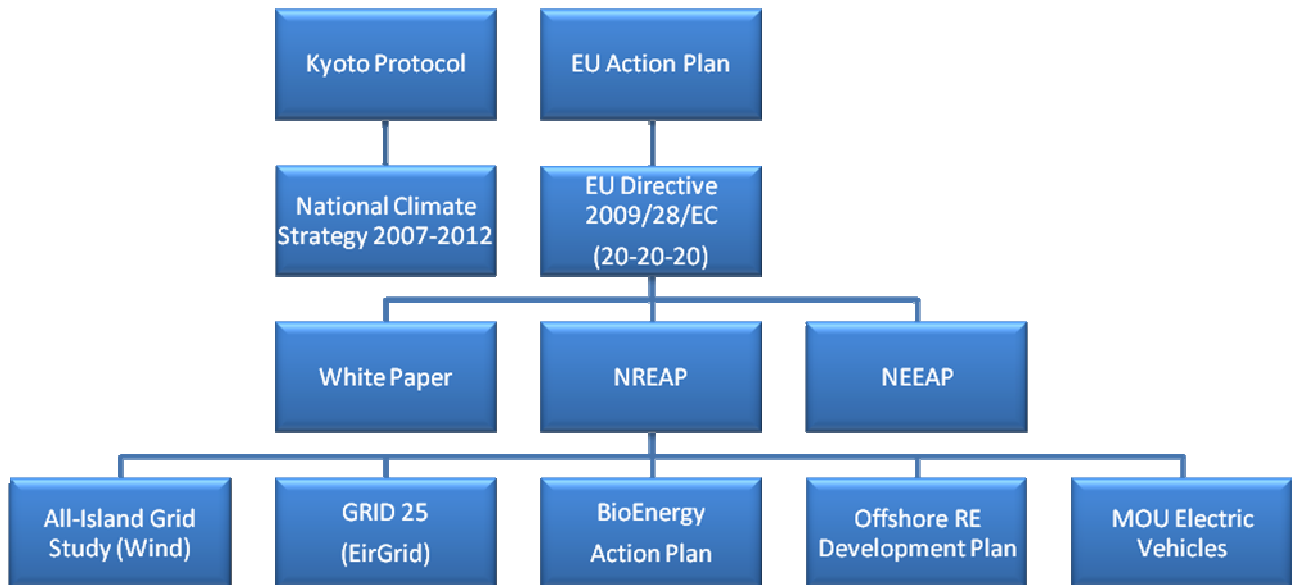 Kyoto Protocol
EU Action Plan
National Climate
Strategy 2007-2012
EU Directive
2009/28/EC
(20-20-20)
White Paper
NREAP
NEEAP
All-Island Grid
Study (Wind)
GRID 25
(EirGrid)
BioEnergy
Action Plan
Offshore RE
Development Plan
MOU Electric
Vehicles